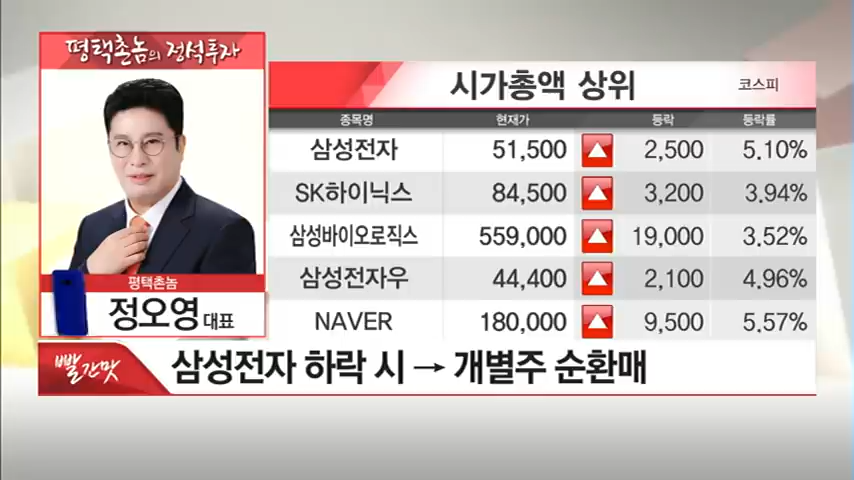 평택촌놈의 정석투자
시가총액 상위 코스피
종목명 현재가 등락 등락률
삼성전자 51,500 2,500 5.10%
SK하이닉스 84,500 3,200 3.94%
삼성바이오로직스 559,000 19,000 3.52%
삼성전자우 44,400 2,100 4.96%
NAVER 180,000 9,500 5.57%
평택촌놈
정오영 대표
빨간맛 삼성전자 하락 시 → 개별주 순환매